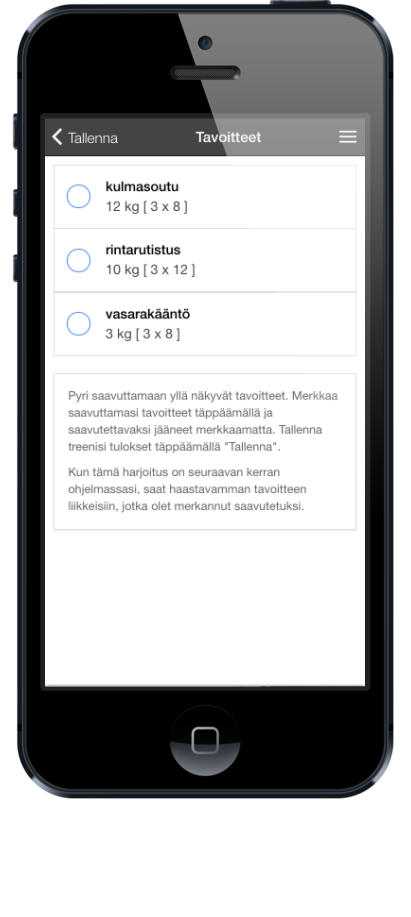 Tallenna
Tavoitteet
kulmasoutu
12 kg [ 3 x 8 ]
rintarutistus
10 kg [ 3 x 12 ]
vasarakääntö
3 kg [ 3 x 8 ]
Pyri saavuttamaan yllä näkyvät tavoitteet. Merkkaa
saavuttamasi tavoitteet täppäämällä ja
saavutettavaksi jääneet merkkaamatta. Tallenna
treenisi tulokset täppäämällä "Tallenna".
Kun tämä harjoitus on seuraavan kerran
ohjelmassasi, saat haastavamman tavoitteen
liikkeisiin, jotka olet merkannut saavutetuksi.